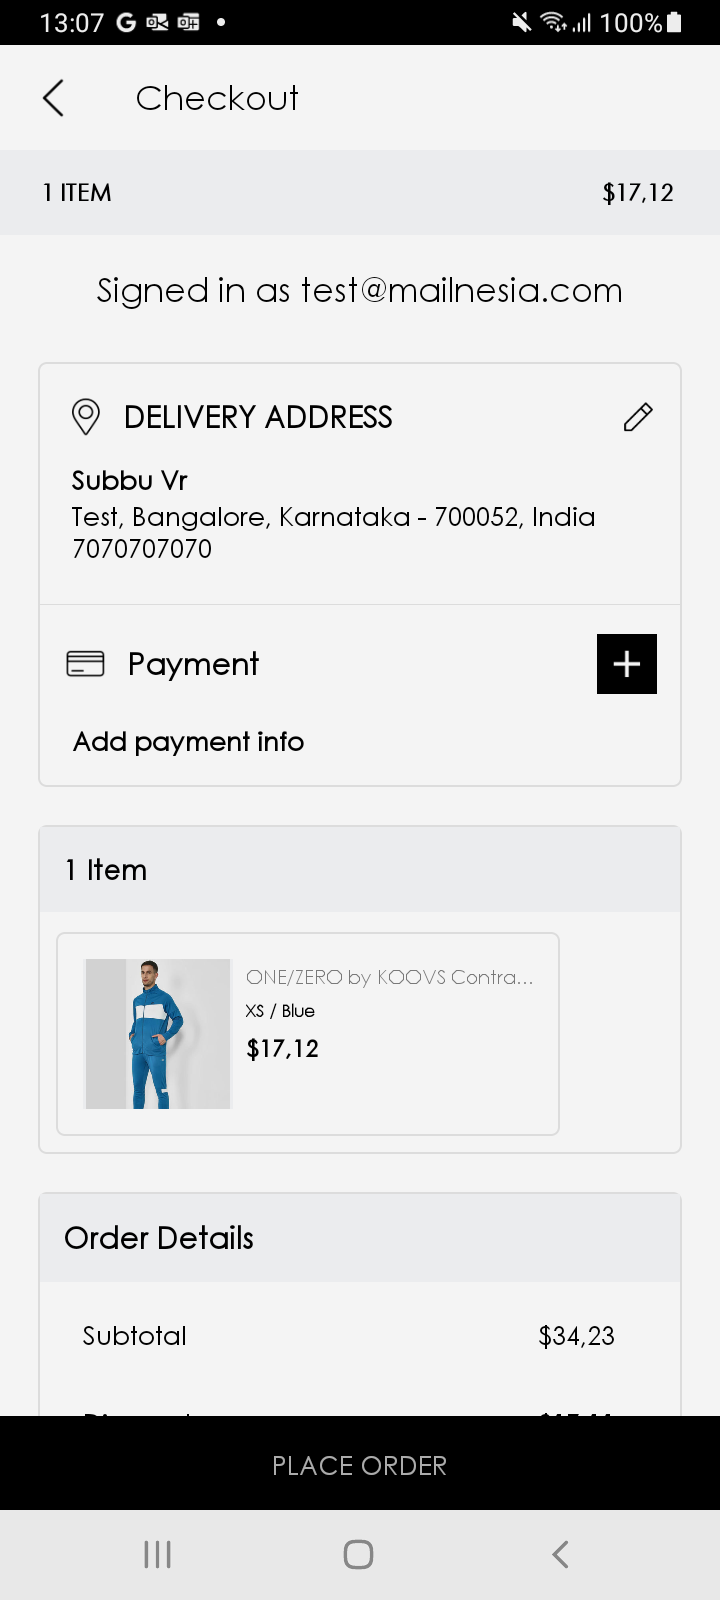 13:07
100%
Checkout
1 ITEM $17,12
Signed in as test@mailnesia.com
DELIVERY ADDRESS
Subbu Vr
Test, Bangalore, Karnataka - 700052, India
7070707070
Payment
Add payment info
1 Item
ONE/ZERO by KOOVS Contra...
XS / Blue
$17,12
Order Details
Subtotal $34,23
PLACE ORDER